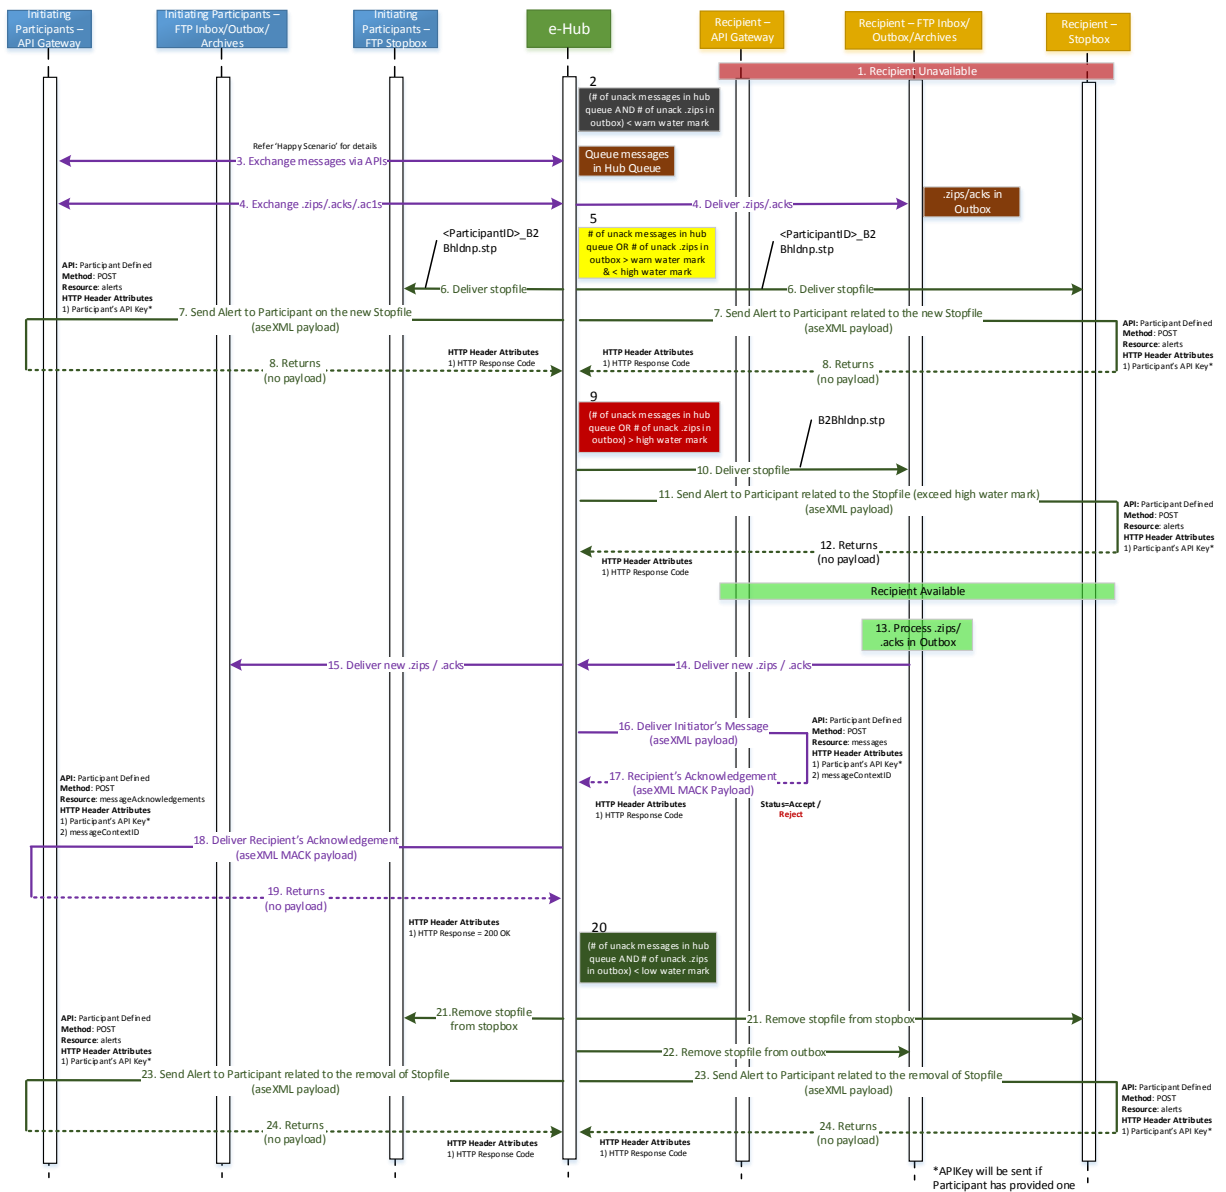 Initiating
Participants –
API Gateway
Initiating Participants –
FTP Inbox/Outbox/
Archives
Initiating
Participants –
FTP Stopbox
e-Hub
Recipient –
API Gateway
Recipient – FTP Inbox/
Outbox/Archives
Recipient –
Stopbox
1. Recipient Unavailable
2
(# of unack messages in hub
queue AND # of unack .zips in
outbox) < warn water mark
Refer 'Happy Scenario' for details
3. Exchange messages via APIs
Queue messages
in Hub Queue
4. Exchange .zips/.acks/.ac1s
4. Deliver .zips/.acks
.zips/acks in
Outbox
5
# of unack messages in hub
queue OR # of unack .zips in
outbox > warn water mark
& < high water mark
<ParticipantID>_B2
Bhldnp.stp
<ParticipantID>_B2
Bhldnp.stp
API: Participant Defined
Method: POST
Resource: alerts
HTTP Header Attributes
1) Participant's API Key*
6. Deliver stopfile
6. Deliver stopfile
7. Send Alert to Participant on the new Stopfile
(aseXML payload)
7. Send Alert to Participant related to the new Stopfile
(aseXML payload)
API: Participant Defined
Method: POST
Resource: alerts
HTTP Header Attributes
1) Participant's API Key*
HTTP Header Attributes
1) HTTP Response Code
HTTP Header Attributes
1) HTTP Response Code
8. Returns
(no payload)
8. Returns
(no payload)
9
(# of unack messages in hub
queue OR # of unack .zips in
outbox) > high water mark
B2Bhldnp.stp
10. Deliver stopfile
11. Send Alert to Participant related to the Stopfile (exceed high water mark)
(aseXML payload)
API: Participant Defined
Method: POST
Resource: alerts
HTTP Header Attributes
1) Participant's API Key*
12. Returns
(no payload)
HTTP Header Attributes
1) HTTP Response Code
Recipient Available
13. Process .zips/
.acks in Outbox
15. Deliver new .zips / .acks
14. Deliver new .zips / .acks
16. Deliver Initiator's Message
(aseXML payload)
API: Participant Defined
Method: POST
Resource: messages
HTTP Header Attributes
1) Participant's API Key*
2) messageContextID
17. Recipient's Acknowledgement
(aseXML MACK Payload)
HTTP Header Attributes
1) HTTP Response Code
Status=Accept /
Reject
API: Participant Defined
Method: POST
Resource: messageAcknowledgements
HTTP Header Attributes
1) Participant's API Key*
2) messageContextID
18. Deliver Recipient's Acknowledgement
(aseXML MACK payload)
19. Returns
(no payload)
HTTP Header Attributes
1) HTTP Response = 200 OK
20
(# of unack messages in hub
queue AND # of unack .zips
in outbox) < low water mark
21.Remove stopfile
from stopbox
21. Remove stopfile from stopbox
API: Participant Defined
Method: POST
Resource: alerts
HTTP Header Attributes
1) Participant's API Key*
22. Remove stopfile from outbox
23. Send Alert to Participant related to the removal of Stopfile
(aseXML payload)
23. Send Alert to Participant related to the removal of Stopfile
(aseXML payload)
API: Participant Defined
Method: POST
Resource: alerts
HTTP Header Attributes
1) Participant's API Key*
24. Returns
(no payload)
24. Returns
(no payload)
HTTP Header Attributes
1) HTTP Response Code
HTTP Header Attributes
1) HTTP Response Code
*APIKey will be sent if
Participant has provided one